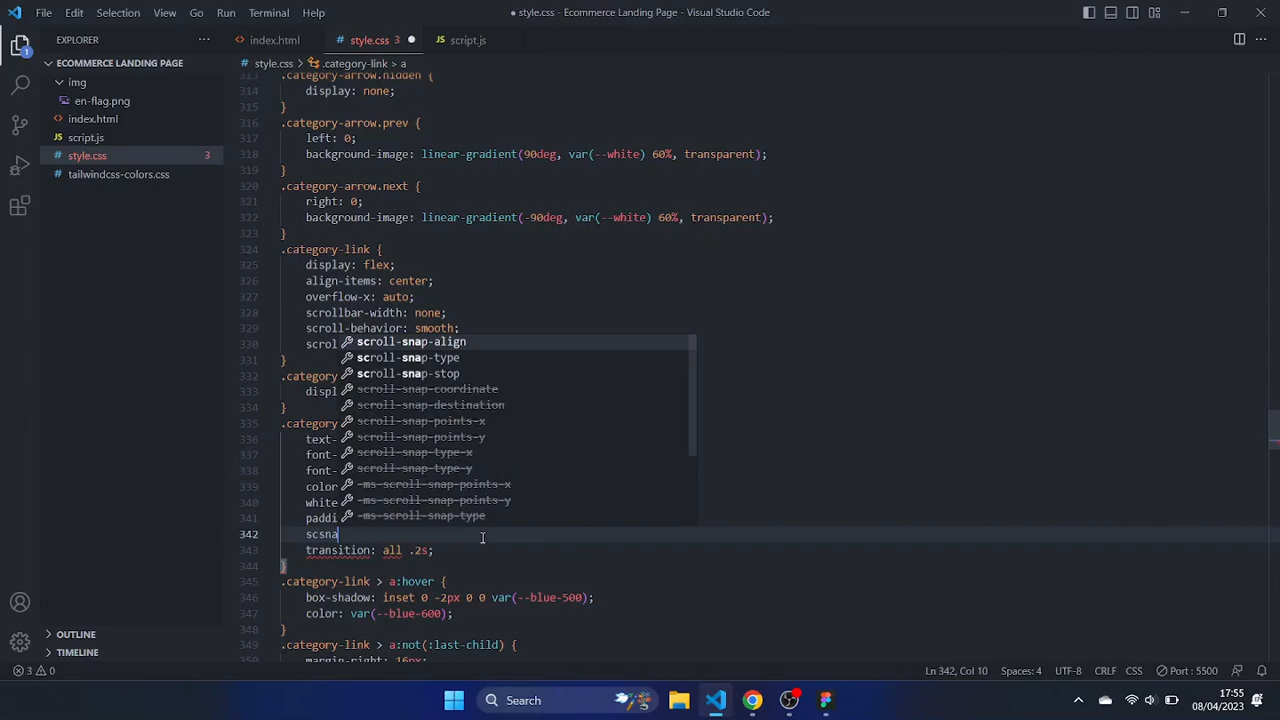 File Edit Selection View Go Run Terminal Help
● style.css - Ecommerce Landing Page - Visual Studio Code
EXPLORER ···
index.html
style.css 3
script.js
ECOMMERCE LANDING PAGE
style.css > .category-link > a
img
en-flag.png
index.html
script.js
style.css 3
tailwindcss-colors.css
313 .category-arrow.hidden {
314 display: none;
315 }
316 .category-arrow.prev {
317 left: 0;
318 background-image: linear-gradient(90deg, var(--white) 60%, transparent);
319 }
320 .category-arrow.next {
321 right: 0;
322 background-image: linear-gradient(-90deg, var(--white) 60%, transparent);
323 }
324 .category-link {
325 display: flex;
326 align-items: center;
327 overflow-x: auto;
328 scrollbar-width: none;
329 scroll-behavior: smooth;
330 scrol
331 }
332 .category
333 displ
334 }
335 .category
336 text-
337 font-
338 font-
339 color
340 white
341 paddi
342 scsna
343 transition: all .2s;
344 }
345 .category-link > a:hover {
346 box-shadow: inset 0 -2px 0 0 var(--blue-500);
347 color: var(--blue-600);
348 }
349 .category-link > a:not(:last-child) {
350 margin-right: 16px;
scroll-snap-align
scroll-snap-type
scroll-snap-stop
scroll-snap-coordinate
scroll-snap-destination
scroll-snap-points-x
scroll-snap-points-y
scroll-snap-type-x
scroll-snap-type-y
-ms-scroll-snap-points-x
-ms-scroll-snap-points-y
-ms-scroll-snap-type
OUTLINE
TIMELINE
3 0
Ln 342, Col 10 Spaces: 4 UTF-8 CRLF CSS Port : 5500
Search
17:55
08/04/2023